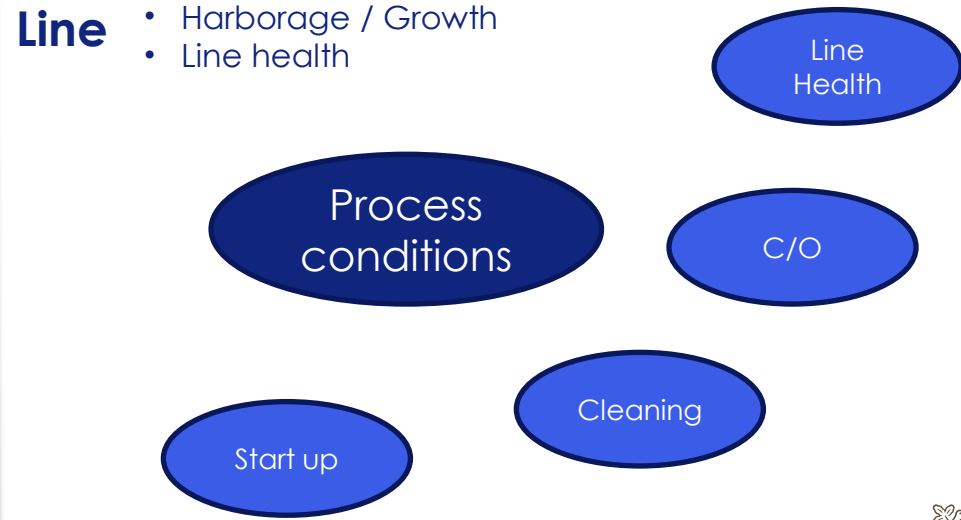 Line
• Harborage / Growth
• Line health
Line
Health
Process
conditions
C/O
Cleaning
Start up